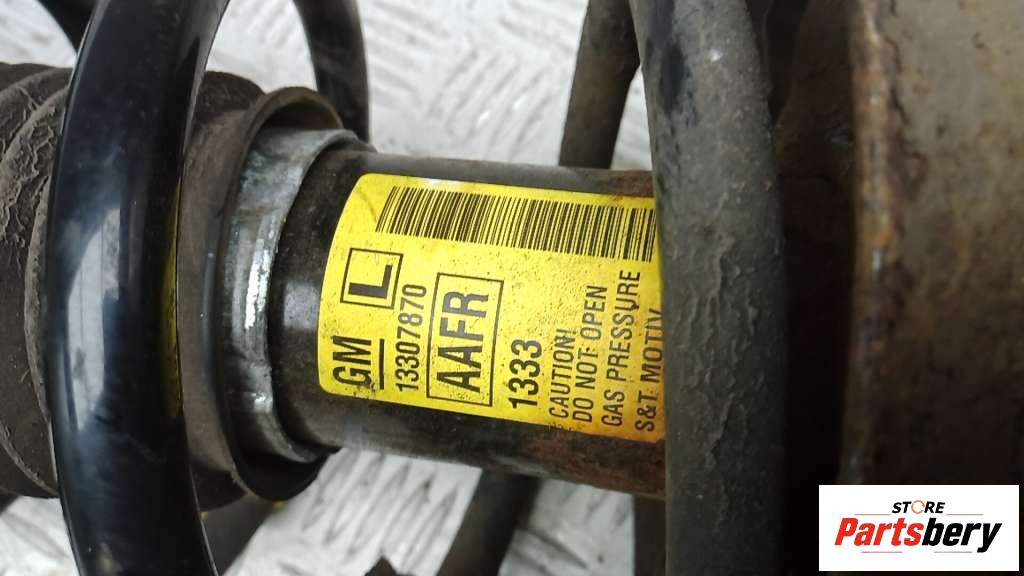 GM L
13307870
AAFR
1333
CAUTION!
DO NOT OPEN
GAS PRESSURE
S&T MOTIV
STORE
Partsbery